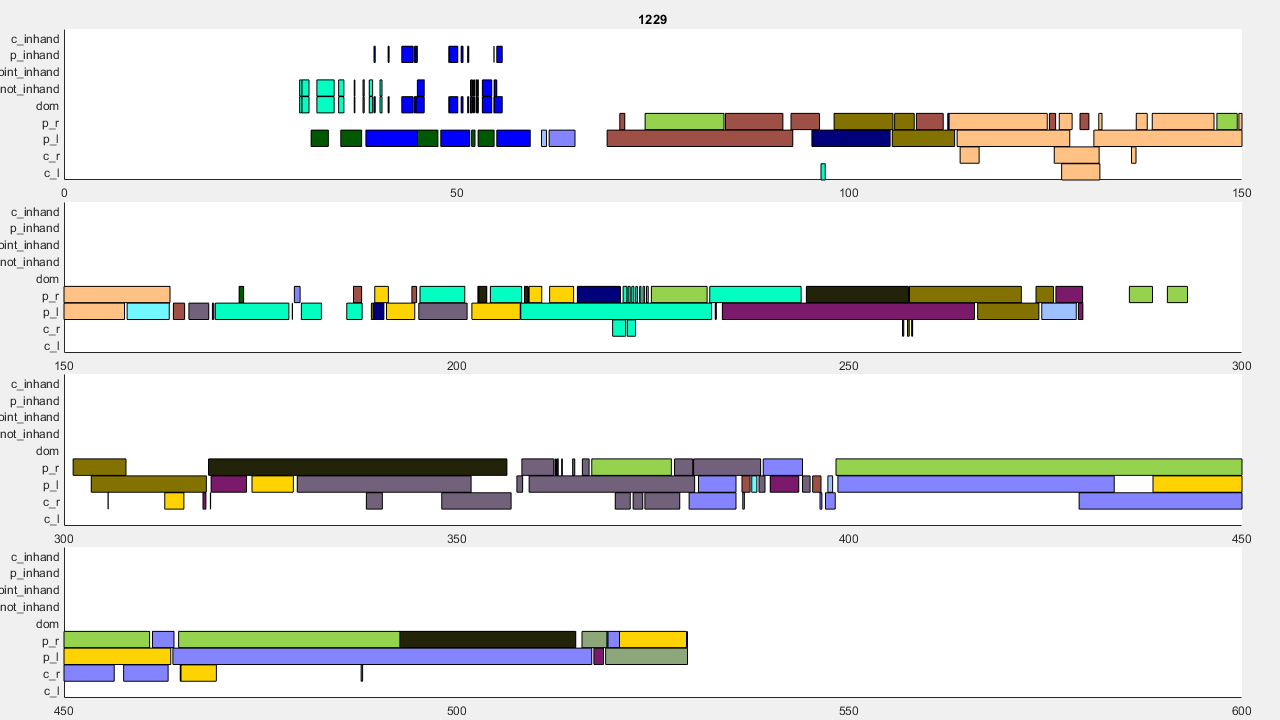 1229
c_inhand
p_inhand
oint_inhand
not_inhand
dom
p_r
p_l
c_r
c_l
0 50 100 150
c_inhand
p_inhand
oint_inhand
not_inhand
dom
p_r
p_l
c_r
c_l
150 200 250 300
c_inhand
p_inhand
oint_inhand
not_inhand
dom
p_r
p_l
c_r
c_l
300 350 400 450
c_inhand
p_inhand
oint_inhand
not_inhand
dom
p_r
p_l
c_r
c_l
450 500 550 600